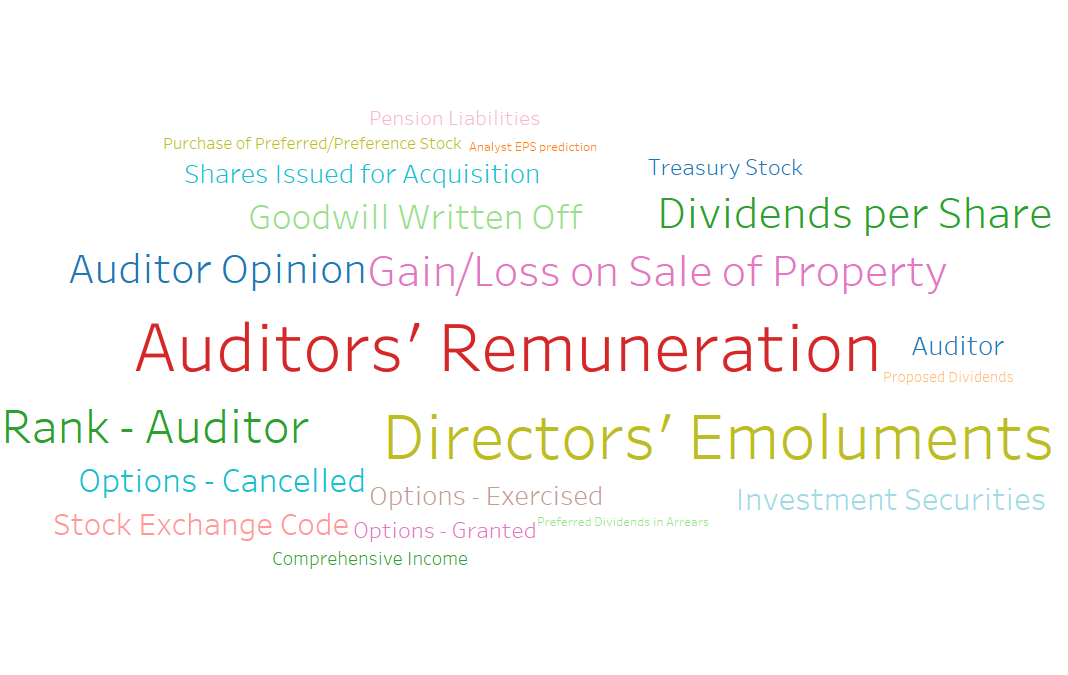 Pension Liabilities
Purchase of Preferred/Preference Stock
Analyst EPS prediction
Shares Issued for Acquisition
Treasury Stock
Goodwill Written Off
Dividends per Share
Auditor Opinion
Gain/Loss on Sale of Property
Auditors’ Remuneration
Auditor
Proposed Dividends
Rank - Auditor
Directors’ Emoluments
Options - Cancelled
Options - Exercised
Investment Securities
Stock Exchange Code
Options - Granted
Preferred Dividends in Arrears
Comprehensive Income